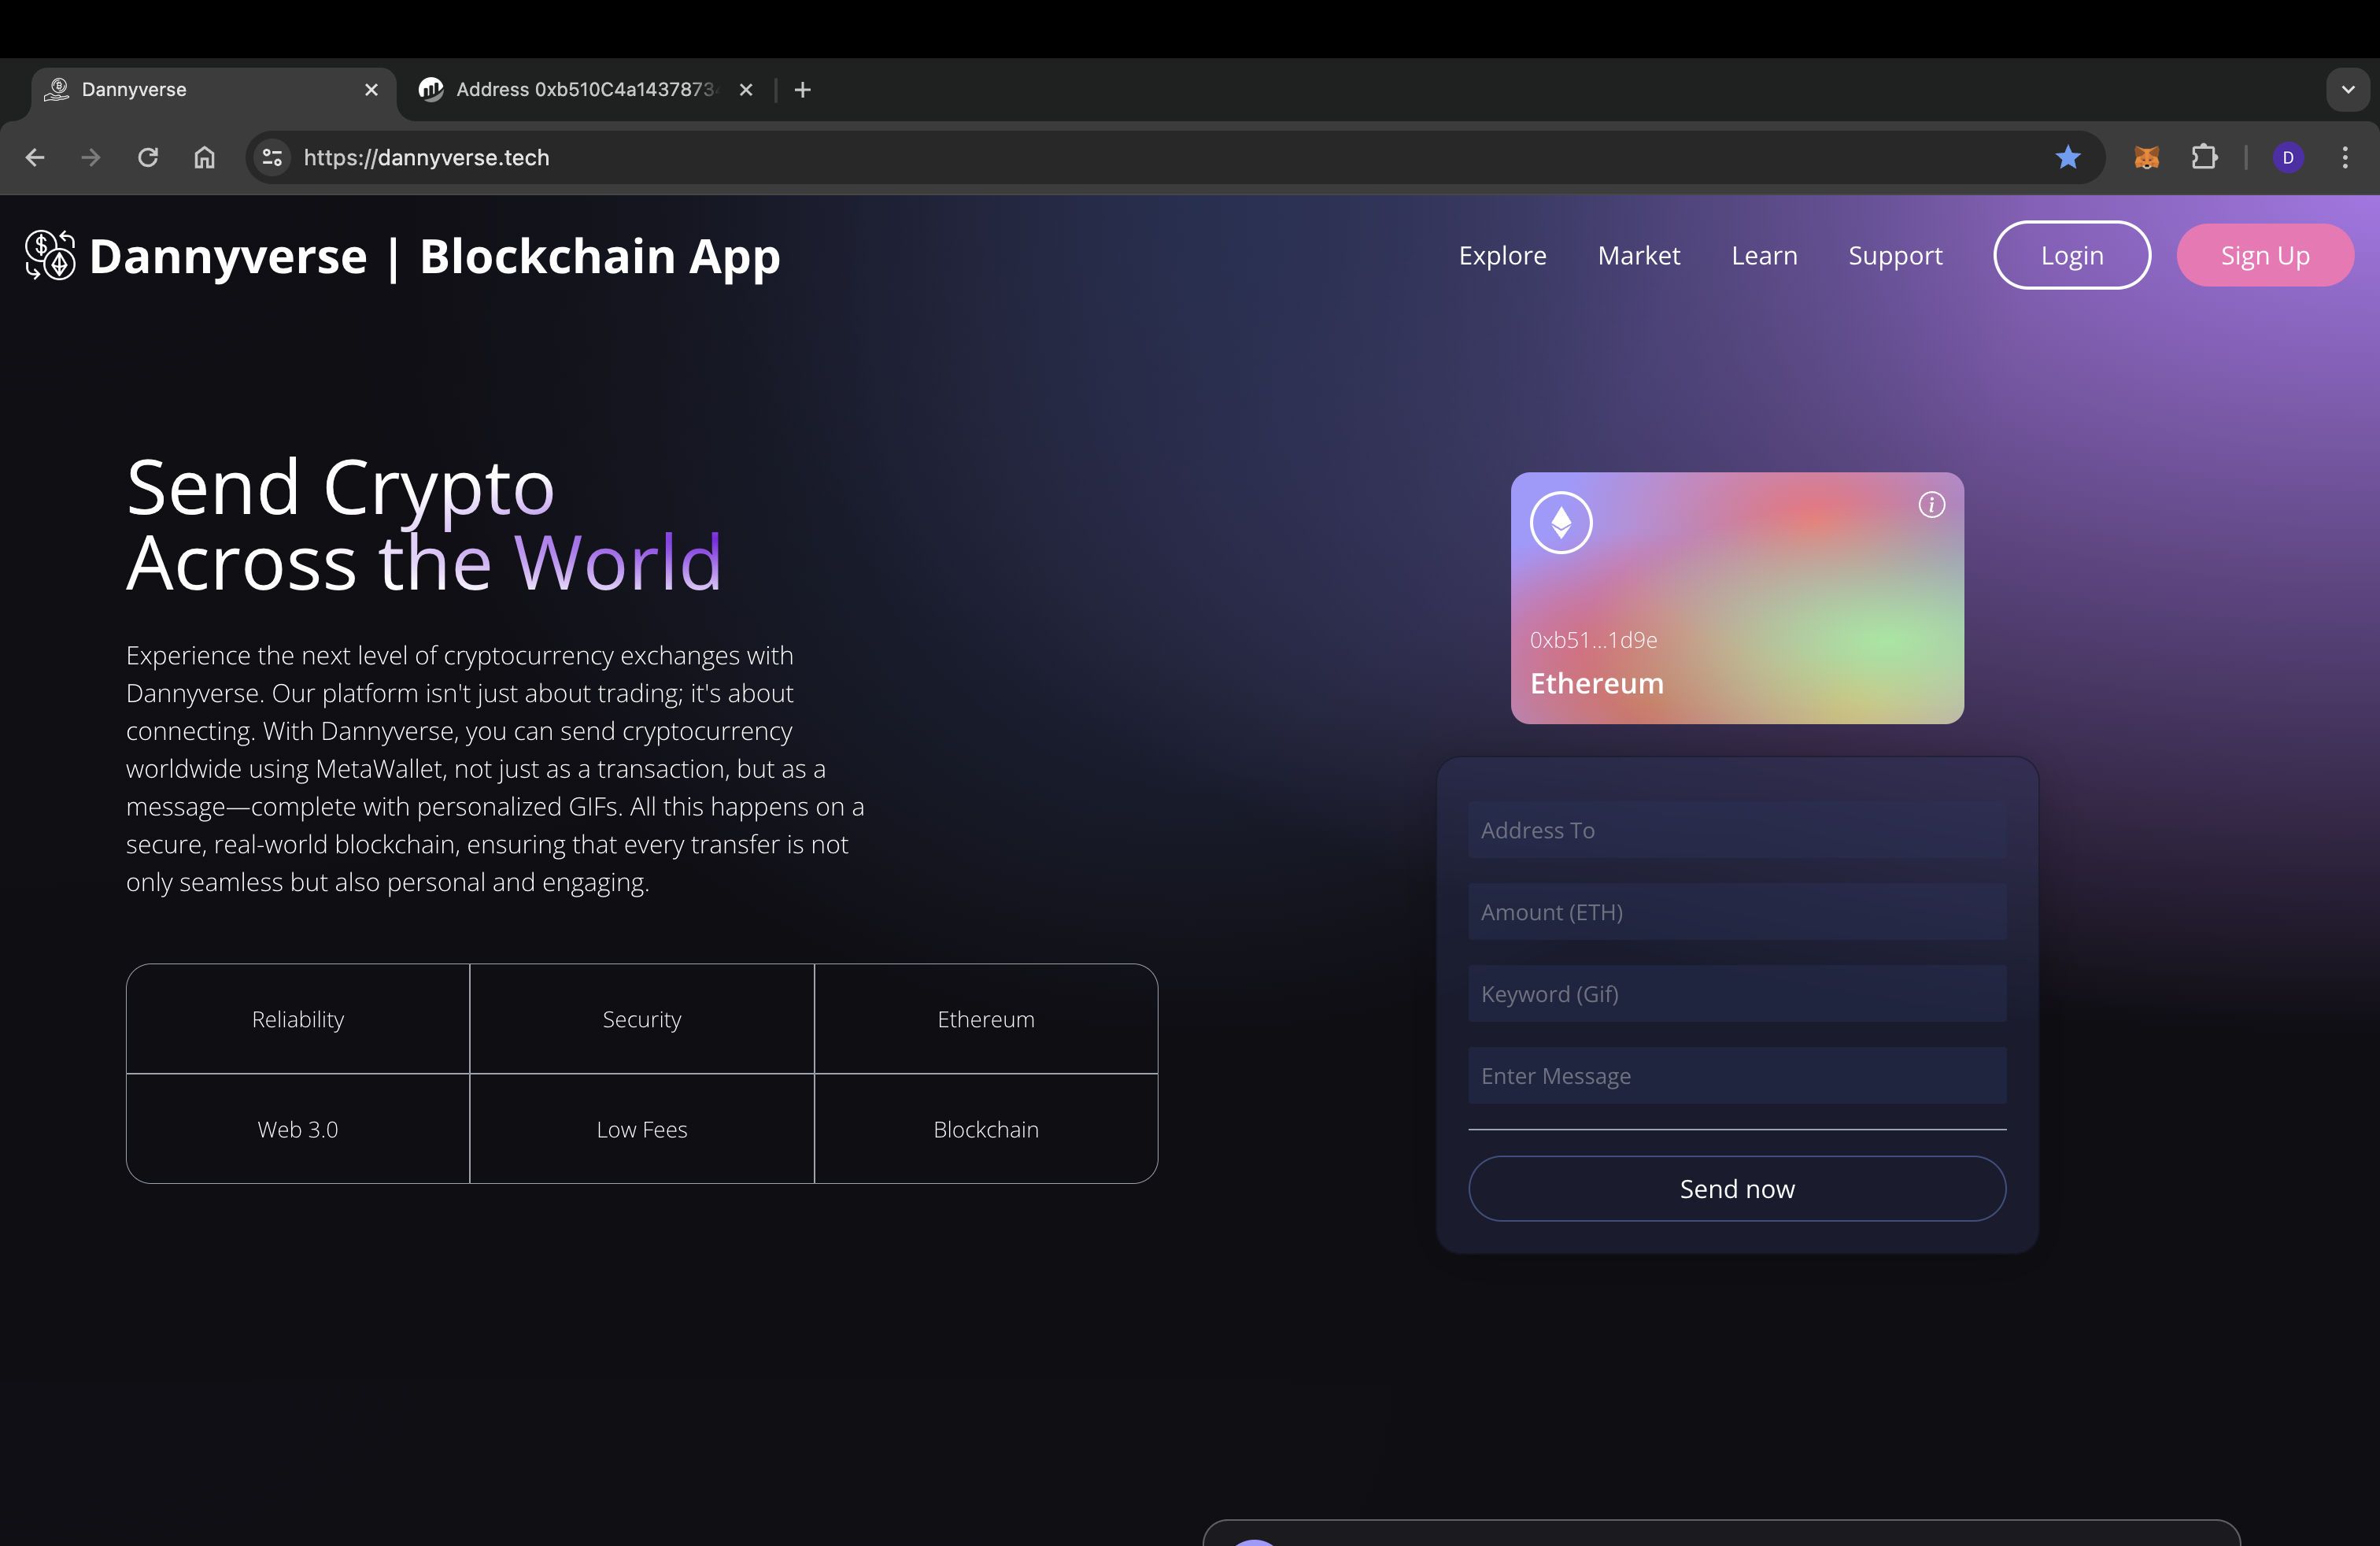 Dannyverse
Address 0xb510C4a1437873
https://dannyverse.tech
D
Dannyverse | Blockchain App
Explore
Market
Learn
Support
Login
Sign Up
Send Crypto
Across the World
Experience the next level of cryptocurrency exchanges with
Dannyverse. Our platform isn't just about trading; it's about
connecting. With Dannyverse, you can send cryptocurrency
worldwide using MetaWallet, not just as a transaction, but as a
message—complete with personalized GIFs. All this happens on a
secure, real-world blockchain, ensuring that every transfer is not
only seamless but also personal and engaging.
Reliability
Security
Ethereum
Web 3.0
Low Fees
Blockchain
0xb51...1d9e
Ethereum
Address To
Amount (ETH)
Keyword (Gif)
Enter Message
Send now